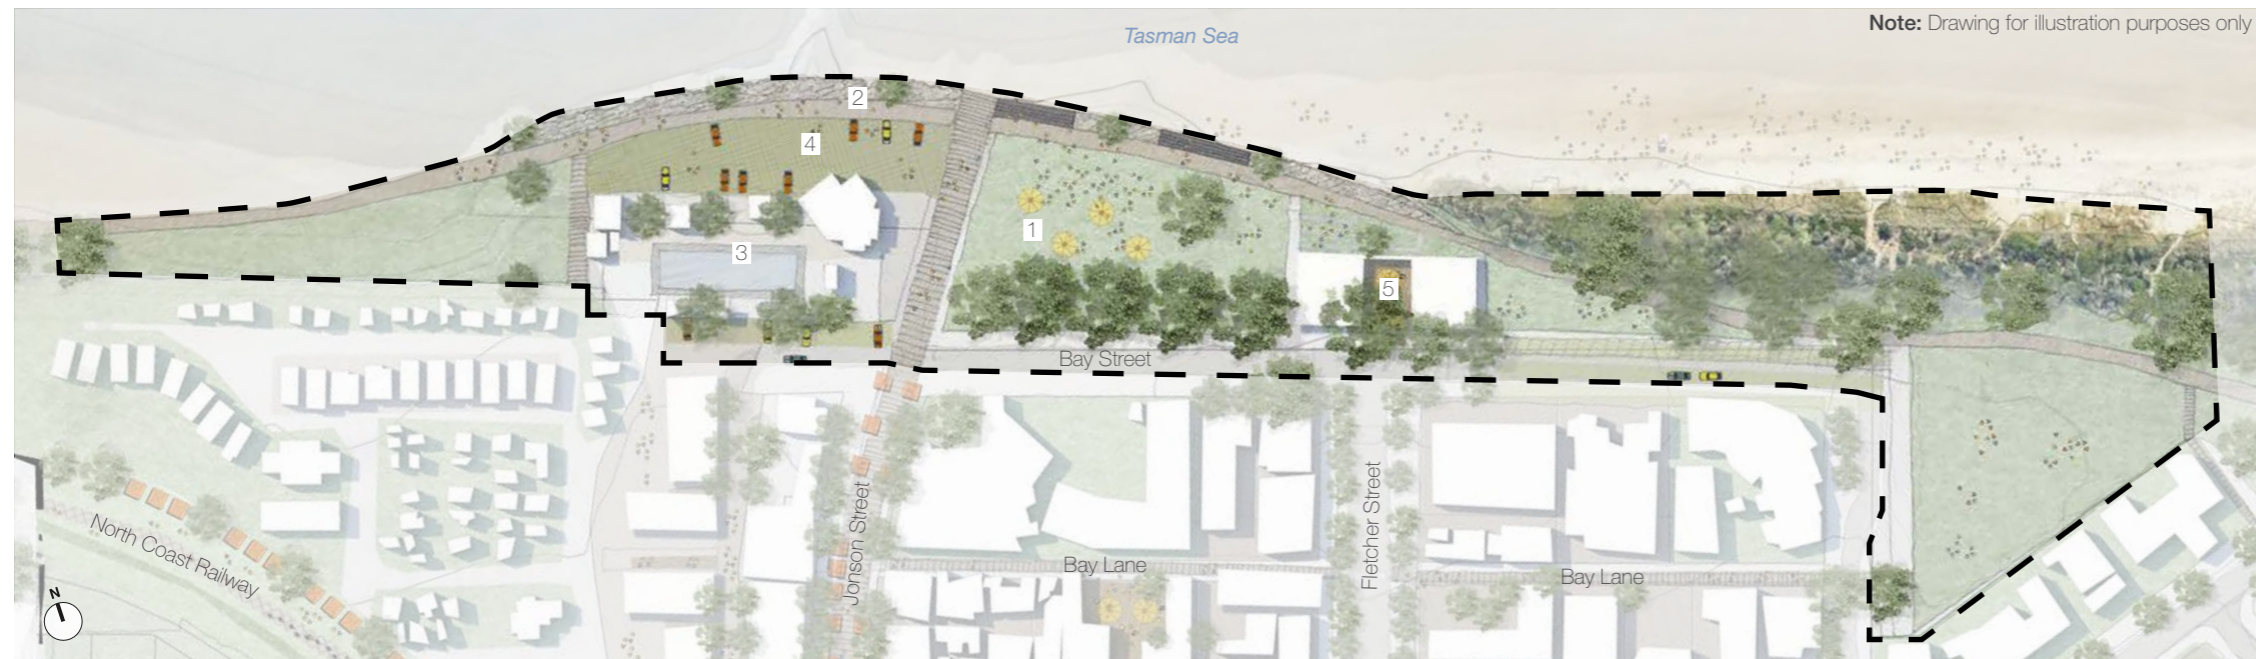 Note: Drawing for illustration purposes only
Tasman Sea
2
4
1
3
5
Bay Street
Jonson Street
Fletcher Street
North Coast Railway
Bay Lane
Bay Lane
N